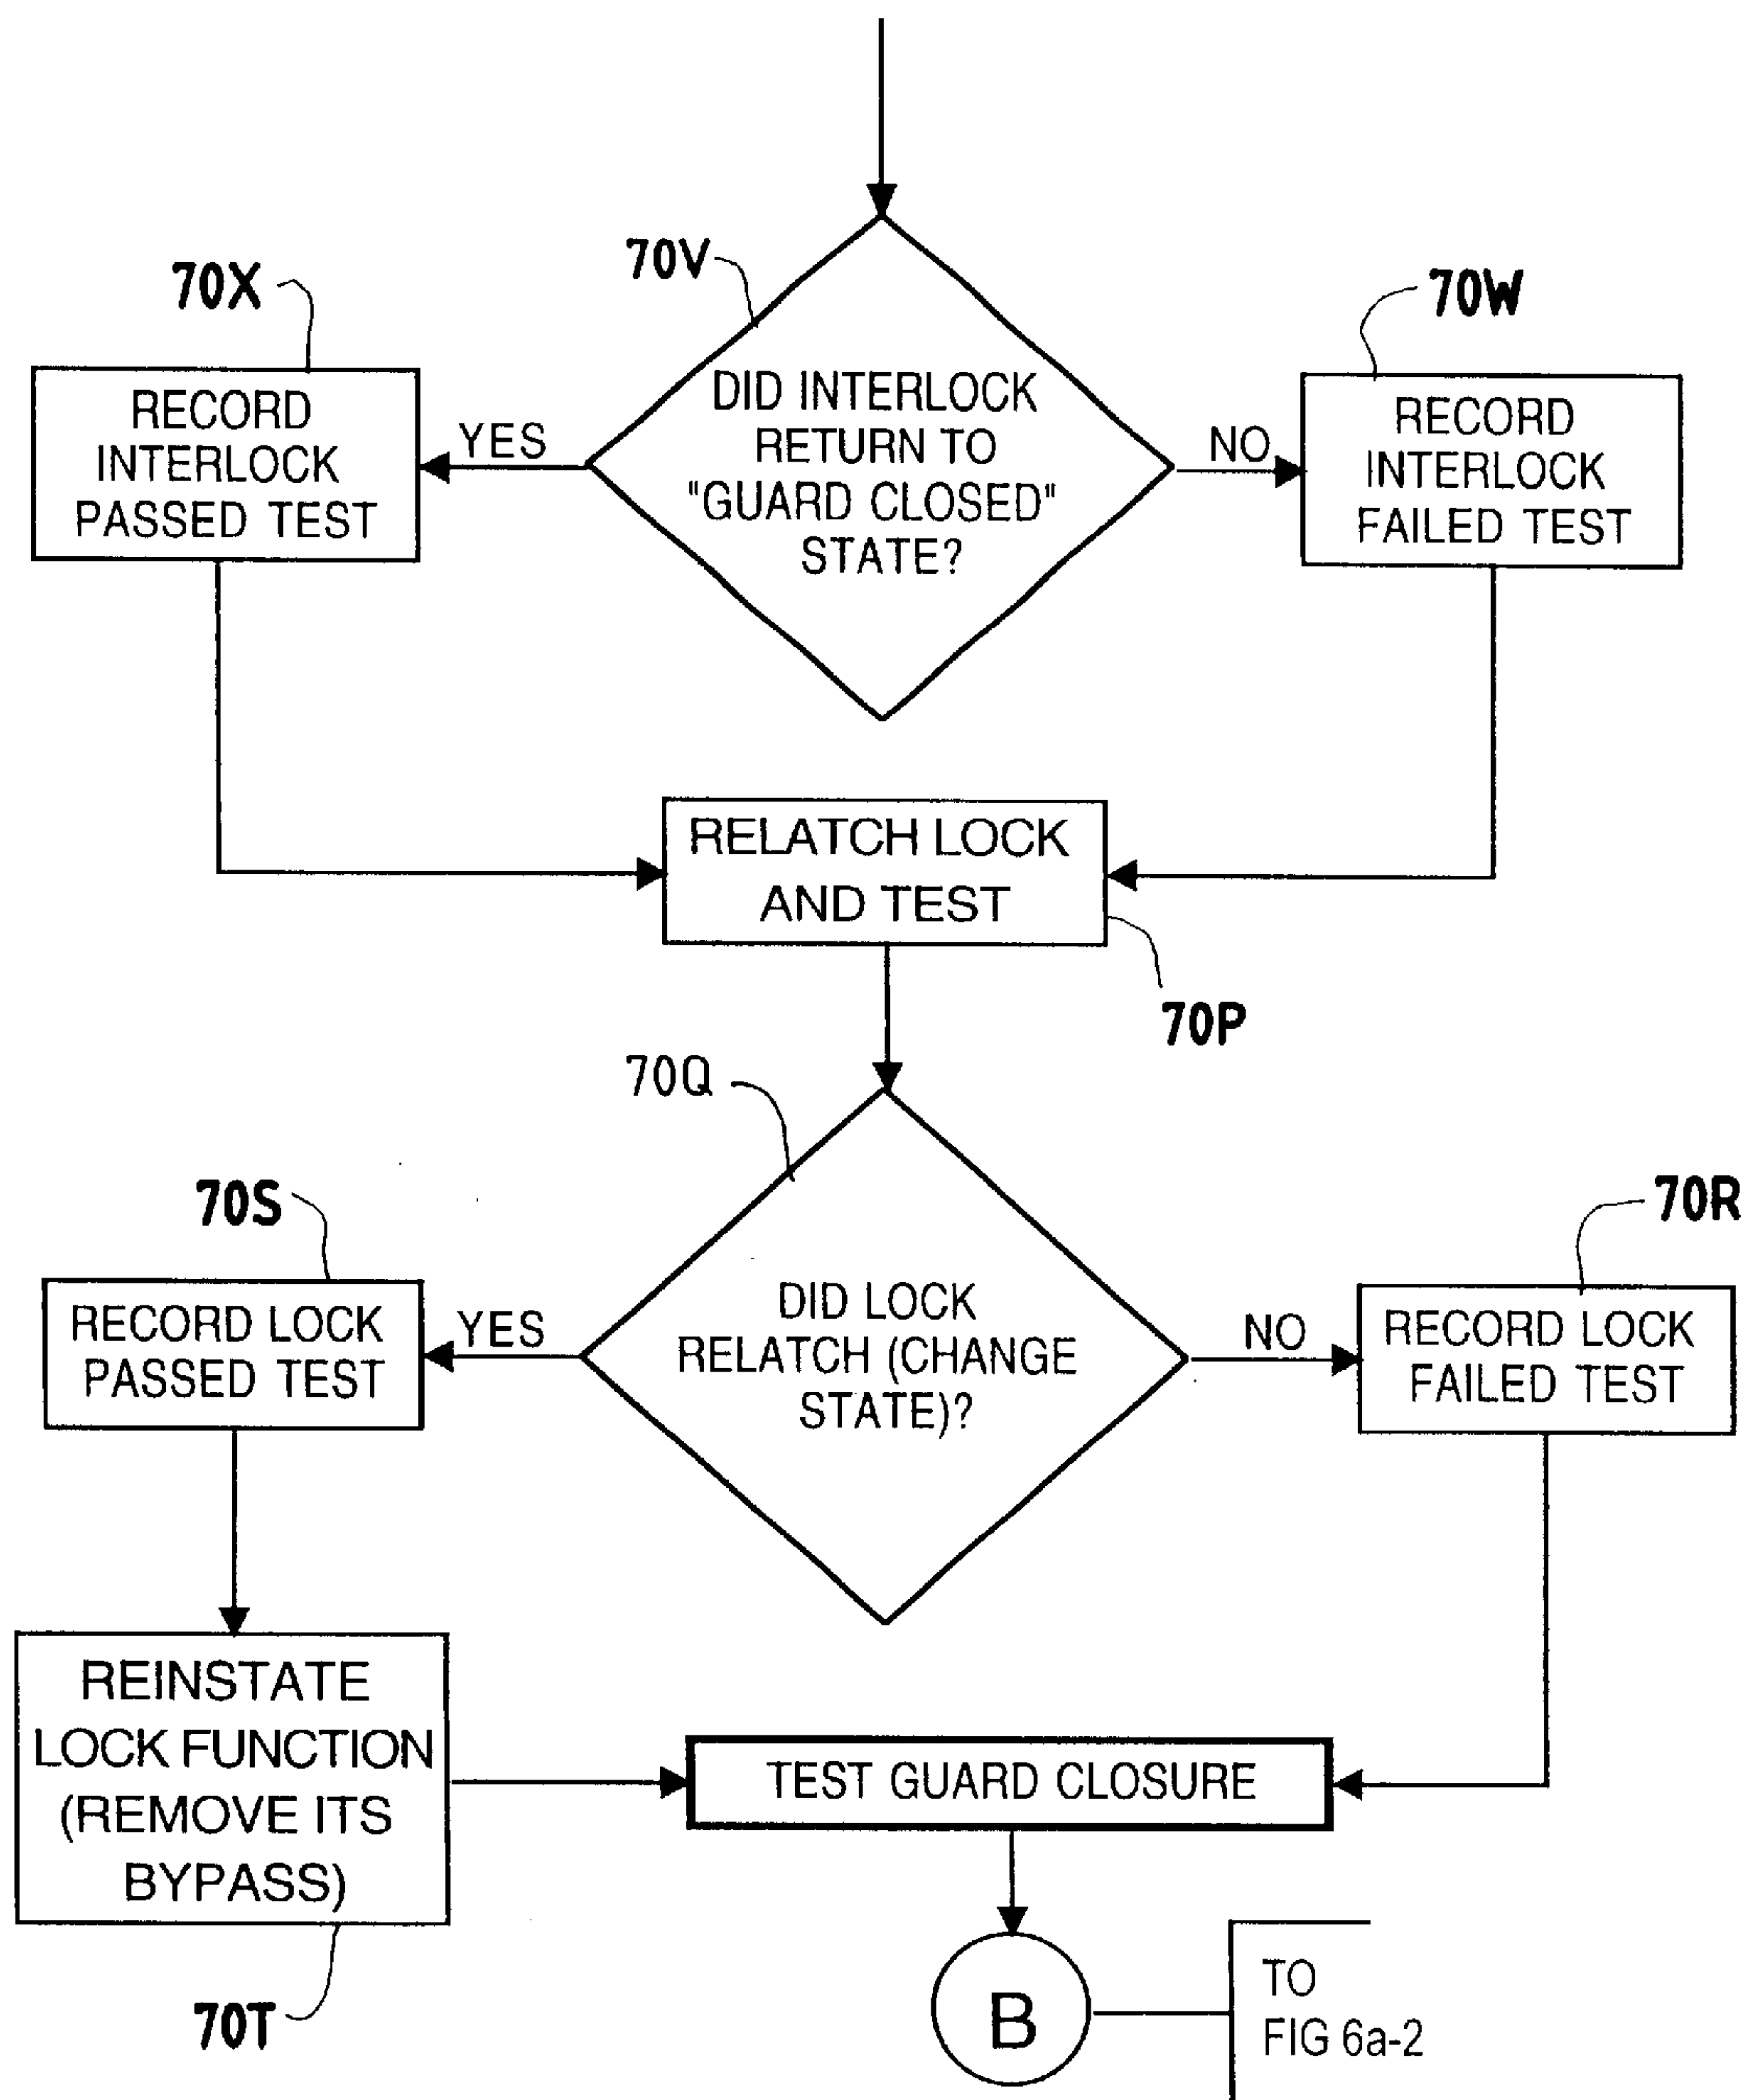 70V
70X
70W
DID INTERLOCK
RETURN TO
"GUARD CLOSED"
STATE?
YES
NO
RECORD
INTERLOCK
PASSED TEST
RECORD
INTERLOCK
FAILED TEST
RELATCH LOCK
AND TEST
70P
70Q
70S
70R
DID LOCK
RELATCH (CHANGE
STATE)?
YES
NO
RECORD LOCK
PASSED TEST
RECORD LOCK
FAILED TEST
REINSTATE
LOCK FUNCTION
(REMOVE ITS
BYPASS)
TEST GUARD CLOSURE
70T
B
TO
FIG 6a-2